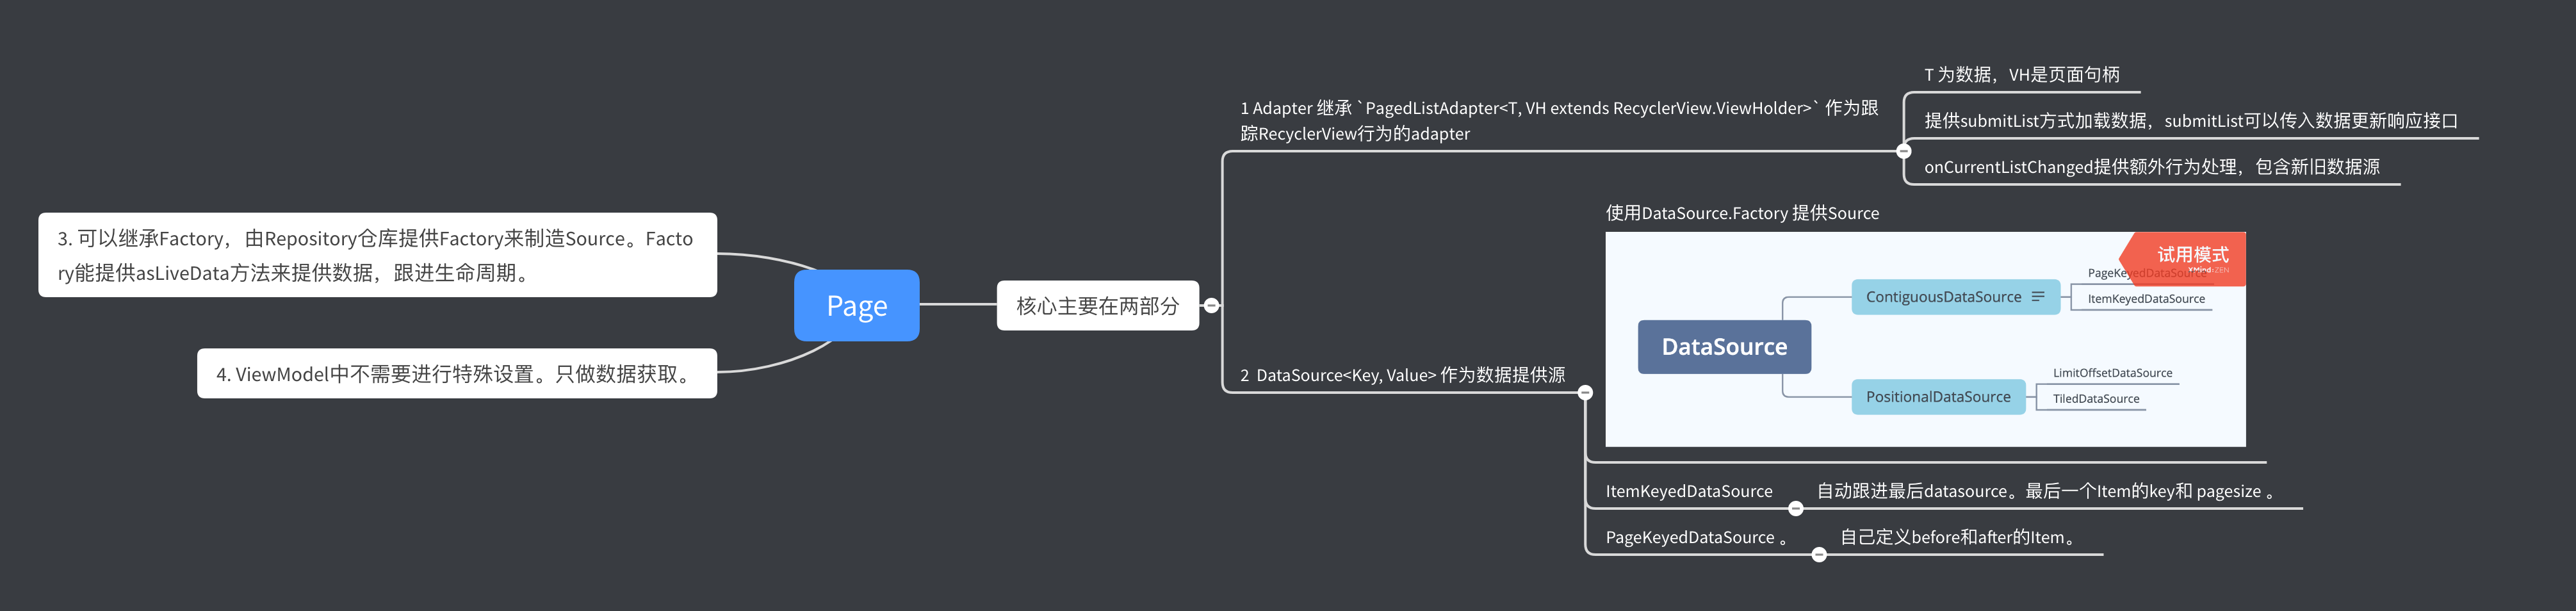 Page
核心主要在两部分
1 Adapter 继承 `PagedListAdapter<T, VH extends RecyclerView.ViewHolder>` 作为跟
踪RecyclerView行为的adapter
T 为数据，VH是页面句柄
提供submitList方式加载数据，submitList可以传入数据更新响应接口
onCurrentListChanged提供额外行为处理，包含新旧数据源
2 DataSource<Key, Value> 作为数据提供源
使用DataSource.Factory 提供Source
试用模式
XMind:ZEN
DataSource
ContiguousDataSource
PageKeyedDataSource
ItemKeyedDataSource
PositionalDataSource
LimitOffsetDataSource
TiledDataSource
ItemKeyedDataSource
自动跟进最后datasource。最后一个Item的key和 pagesize 。
PageKeyedDataSource 。
自己定义before和after的Item。
3. 可以继承Factory，由Repository仓库提供Factory来制造Source。Facto
ry能提供asLiveData方法来提供数据，跟进生命周期。
4. ViewModel中不需要进行特殊设置。只做数据获取。